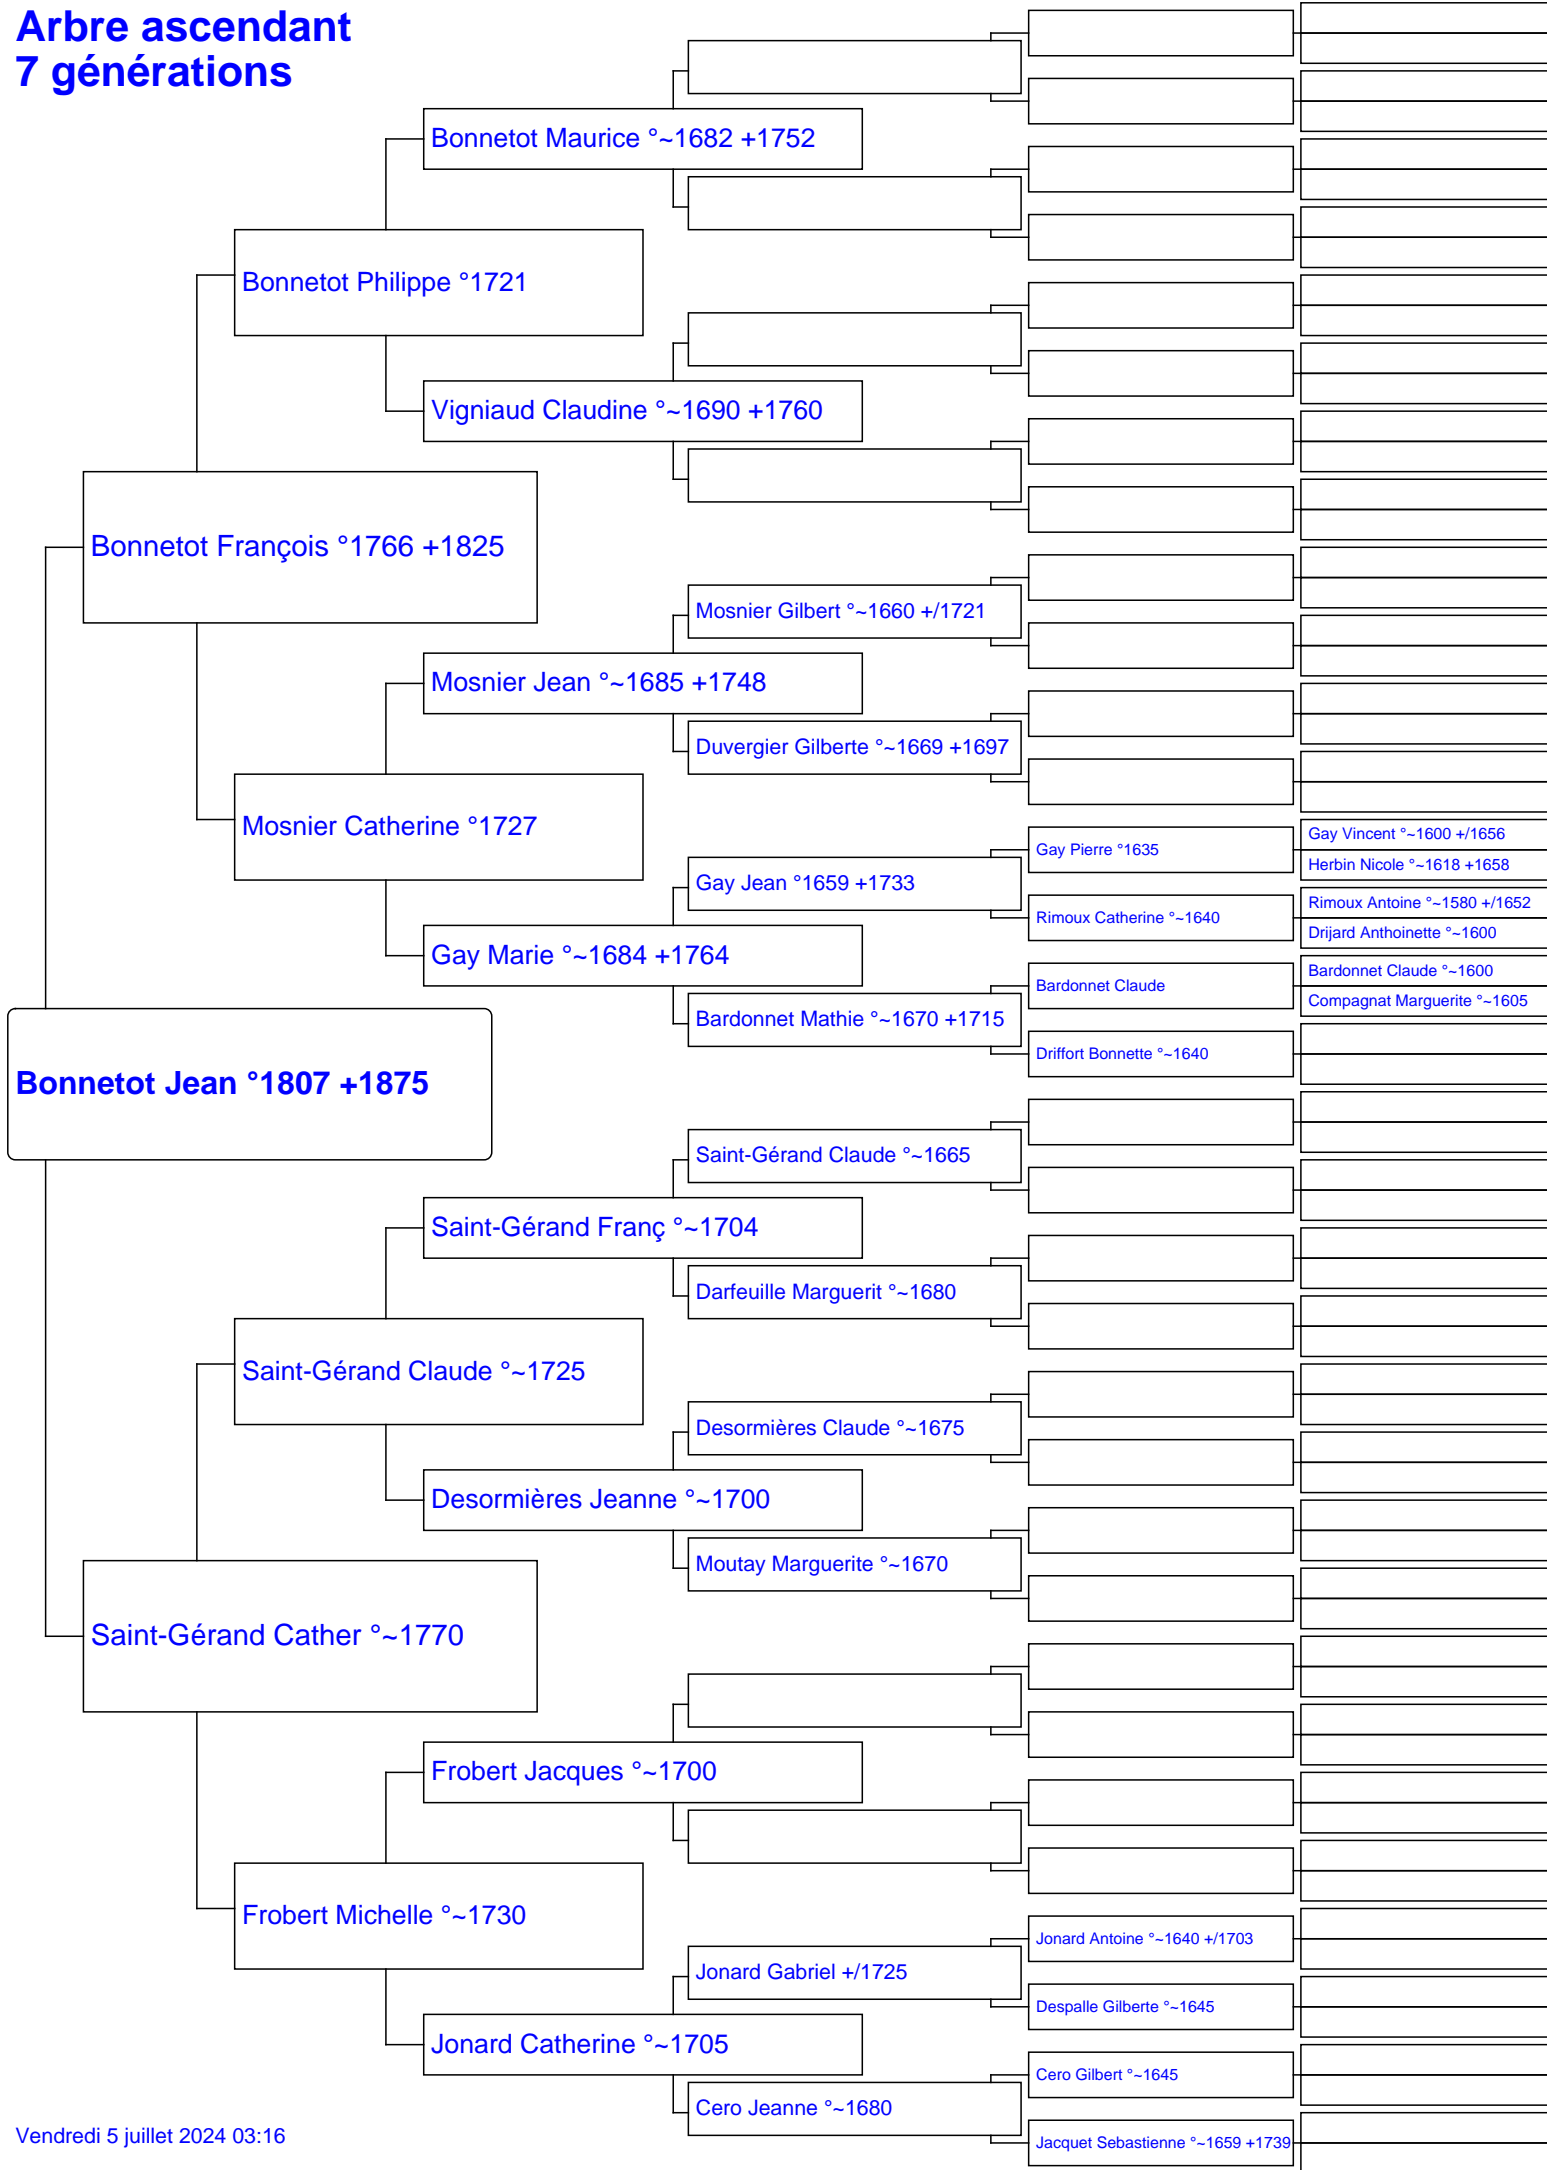 Arbre ascendant
7 générations
Bonnetot Maurice °~1682 +1752
Bonnetot Philippe °1721
Vigniaud Claudine °~1690 +1760
Bonnetot François °1766 +1825
Mosnier Gilbert °~1660 +/1721
Mosnier Jean °~1685 +1748
Duvergier Gilberte °~1669 +1697
Mosnier Catherine °1727
Gay Vincent °~1600 +/1656
Gay Pierre °1635
Herbin Nicole °~1618 +1658
Gay Jean °1659 +1733
Rimoux Antoine °~1580 +/1652
Rimoux Catherine °~1640
Drijard Anthoinette °~1600
Gay Marie °~1684 +1764
Bardonnet Claude °~1600
Bardonnet Claude
Compagnat Marguerite °~1605
Bardonnet Mathie °~1670 +1715
Driffort Bonnette °~1640
Bonnetot Jean °1807 +1875
Saint-Gérand Claude °~1665
Saint-Gérand Franç °~1704
Darfeuille Marguerit °~1680
Saint-Gérand Claude °~1725
Desormières Claude °~1675
Desormières Jeanne °~1700
Moutay Marguerite °~1670
Saint-Gérand Cather °~1770
Frobert Jacques °~1700
Frobert Michelle °~1730
Jonard Antoine °~1640 +/1703
Jonard Gabriel +/1725
Despalle Gilberte °~1645
Jonard Catherine °~1705
Cero Gilbert °~1645
Cero Jeanne °~1680
Jacquet Sebastienne °~1659 +1739
Vendredi 5 juillet 2024 03:16